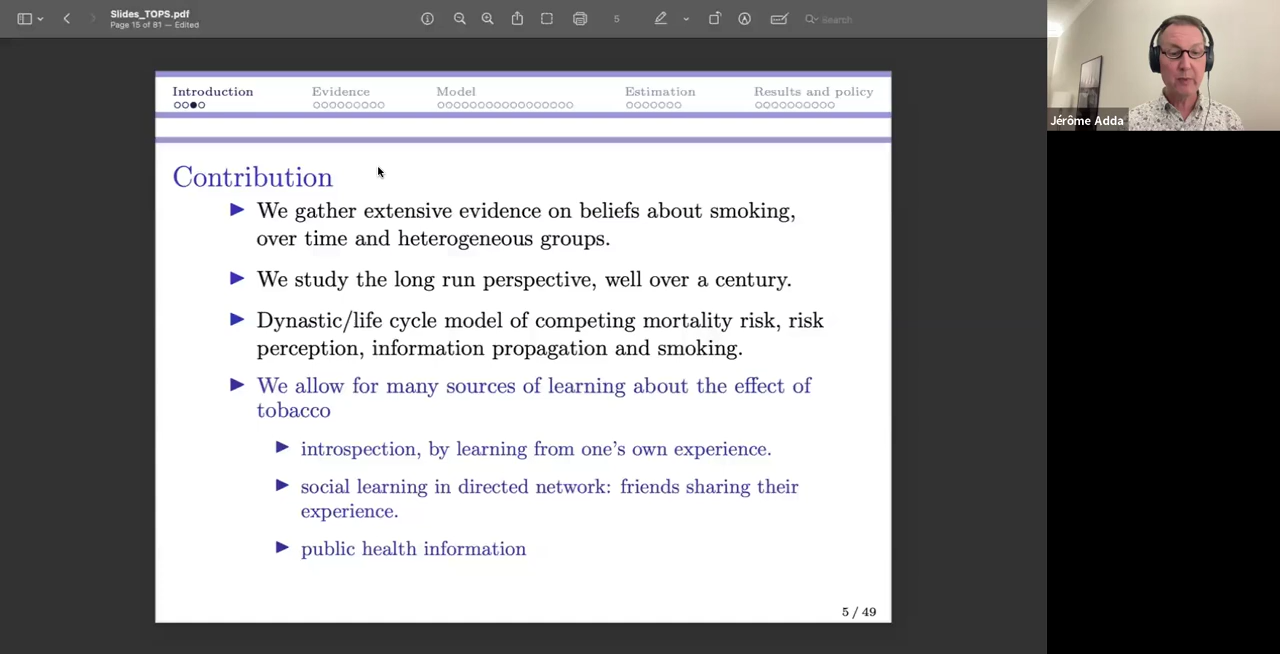 Slides_TOPS.pdf
Page 15 of 81 — Edited
5
Search
Jérôme Adda
Introduction
Evidence
Model
Estimation
Results and policy
Contribution
We gather extensive evidence on beliefs about smoking,
over time and heterogeneous groups.
We study the long run perspective, well over a century.
Dynastic/life cycle model of competing mortality risk, risk
perception, information propagation and smoking.
We allow for many sources of learning about the effect of
tobacco
introspection, by learning from one's own experience.
social learning in directed network: friends sharing their
experience.
public health information
5 / 49